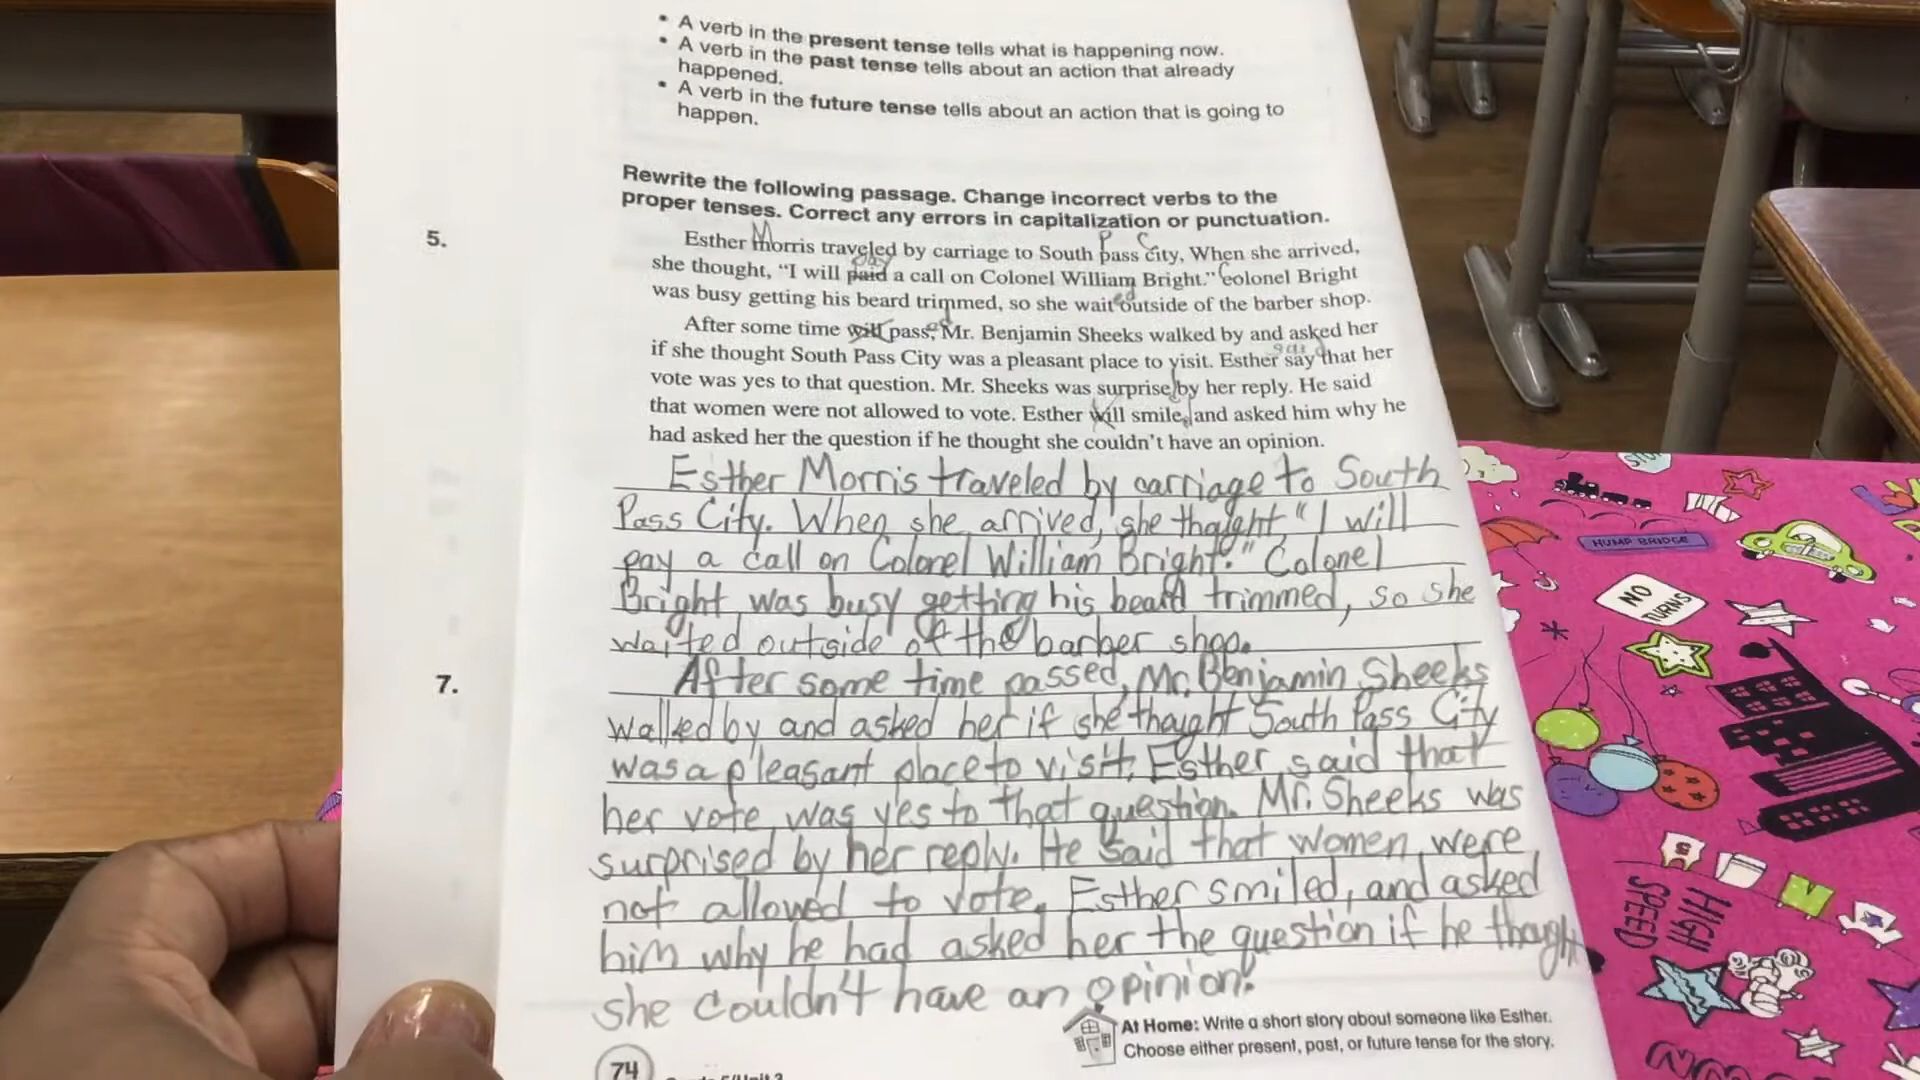 • A verb in the present tense tells what is happening now.
• A verb in the past tense tells about an action that already
happened.
• A verb in the future tense tells about an action that is going to
happen.
Rewrite the following passage. Change incorrect verbs to the
proper tenses. Correct any errors in capitalization or punctuation.
5.
M P C
Esther morris traveled by carriage to South pass city, When she arrived,
pay
she thought, "I will paid a call on Colonel William Bright." colonel Bright
C
ed
was busy getting his beard trimmed, so she wait outside of the barber shop.
After some time will pass, Mr. Benjamin Sheeks walked by and asked her
ed
said
if she thought South Pass City was a pleasant place to visit. Esther say that her
vote was yes to that question. Mr. Sheeks was surprise by her reply. He said
that women were not allowed to vote. Esther will smile, and asked him why he
had asked her the question if he thought she couldn't have an opinion.
Esther Morris traveled by carriage to South
Pass City. When she arrived, she thaught, "I will
pay a call on Colonel William Bright." Colonel
Bright was busy getting his beard trimmed, so she
waited outside of the barber shop.
7.
After some time passed, Mr. Benjamin Sheeks
walked by and asked her if she thaught South Pass City
was a pleasant place to visit. Esther said that
her vote was yes to that question. Mr. Sheeks was
surprised by her reply. He said that women were
not allowed to vote. Esther smiled, and asked
him why he had asked her the question if he though
she couldn't have an opinion.
At Home: Write a short story about someone like Esther.
Choose either present, past, or future tense for the story.
74
HUMP BRIDGE
NO
TURNS
HIGH
SPEED